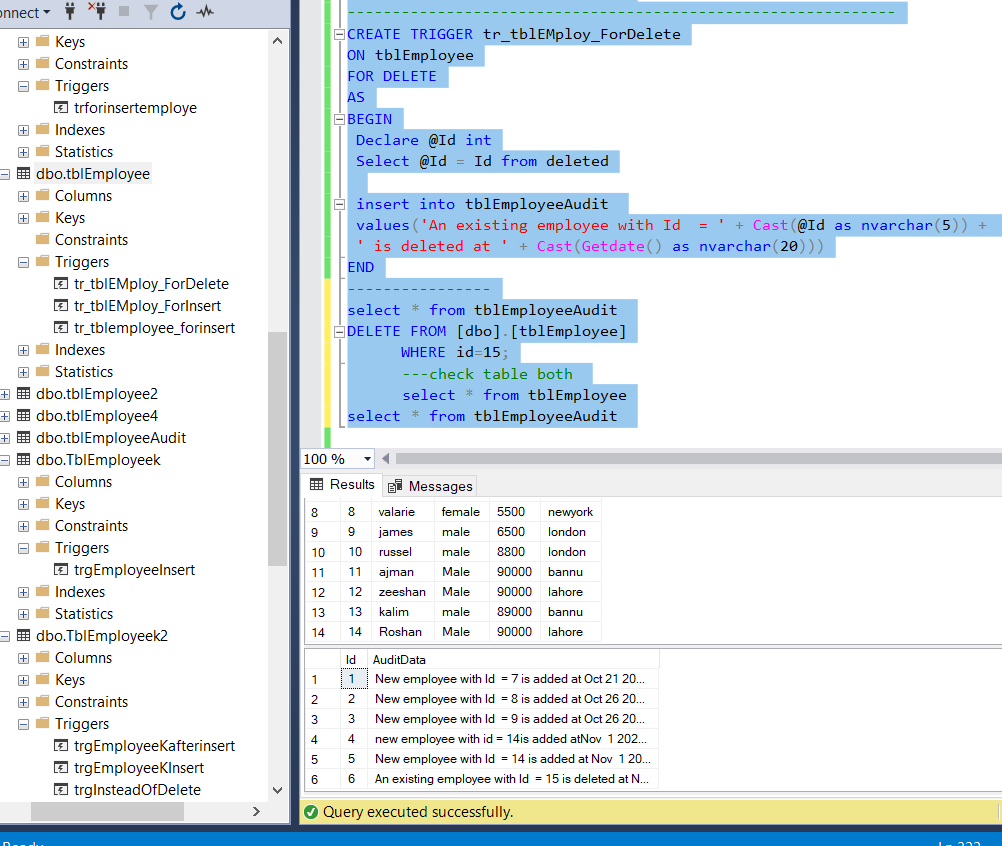 onnect
Keys
Constraints
Triggers
trforinsertemploye
Indexes
Statistics
dbo.tblEmployee
Columns
Keys
Constraints
Triggers
tr_tblEMploy_ForDelete
tr_tblEMploy_ForInsert
tr_tblemployee_forinsert
Indexes
Statistics
dbo.tblEmployee2
dbo.tblEmployee4
dbo.tblEmployeeAudit
dbo.TblEmployeek
Columns
Keys
Constraints
Triggers
trgEmployeeInsert
Indexes
Statistics
dbo.TblEmployeek2
Columns
Keys
Constraints
Triggers
trgEmployeeKafterinsert
trgEmployeeKInsert
trgInsteadOfDelete
CREATE TRIGGER tr_tblEMploy_ForDelete
ON tblEmployee
FOR DELETE
AS
BEGIN
Declare @Id int
Select @Id = Id from deleted
insert into tblEmployeeAudit
values('An existing employee with Id  = ' + Cast(@Id as nvarchar(5)) +
' is deleted at ' + Cast(Getdate() as nvarchar(20)))
END
----------------
select * from tblEmployeeAudit
DELETE FROM [dbo].[tblEmployee]
WHERE id=15;
---check table both
select * from tblEmployee
select * from tblEmployeeAudit
100 %
Results Messages
8 8 valarie female 5500 newyork
9 9 james male 6500 london
10 10 russel male 8800 london
11 11 ajman Male 90000 bannu
12 12 zeeshan Male 90000 lahore
13 13 kalim male 89000 bannu
14 14 Roshan Male 90000 lahore
Id AuditData
1 1 New employee with Id  = 7 is added at Oct 21 20...
2 2 New employee with Id  = 8 is added at Oct 26 20...
3 3 New employee with Id  = 9 is added at Oct 26 20...
4 4 new employee with id = 14is added atNov  1 202...
5 5 New employee with Id  = 14 is added at Nov  1 20...
6 6 An existing employee with Id  = 15 is deleted at N...
Query executed successfully.